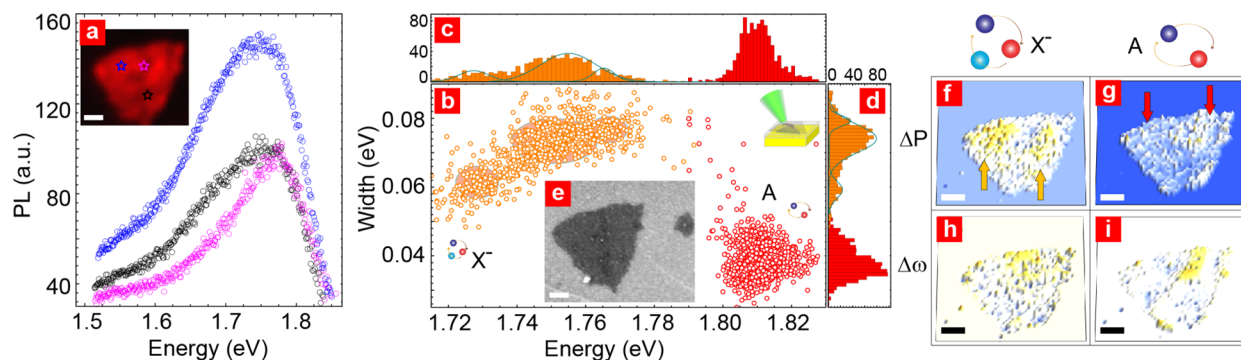 160
120
80
40
PL (a.u.)
1.5
1.6
1.7
1.8
Energy (eV)
a
80
40
0
c
b
0.08
0.06
0.04
Width (eV)
X⁻
e
A
1.72
1.74
1.76
1.78
1.80
1.82
Energy (eV)
0 40 80
d
X⁻
A
ΔP
f
g
Δω
h
i